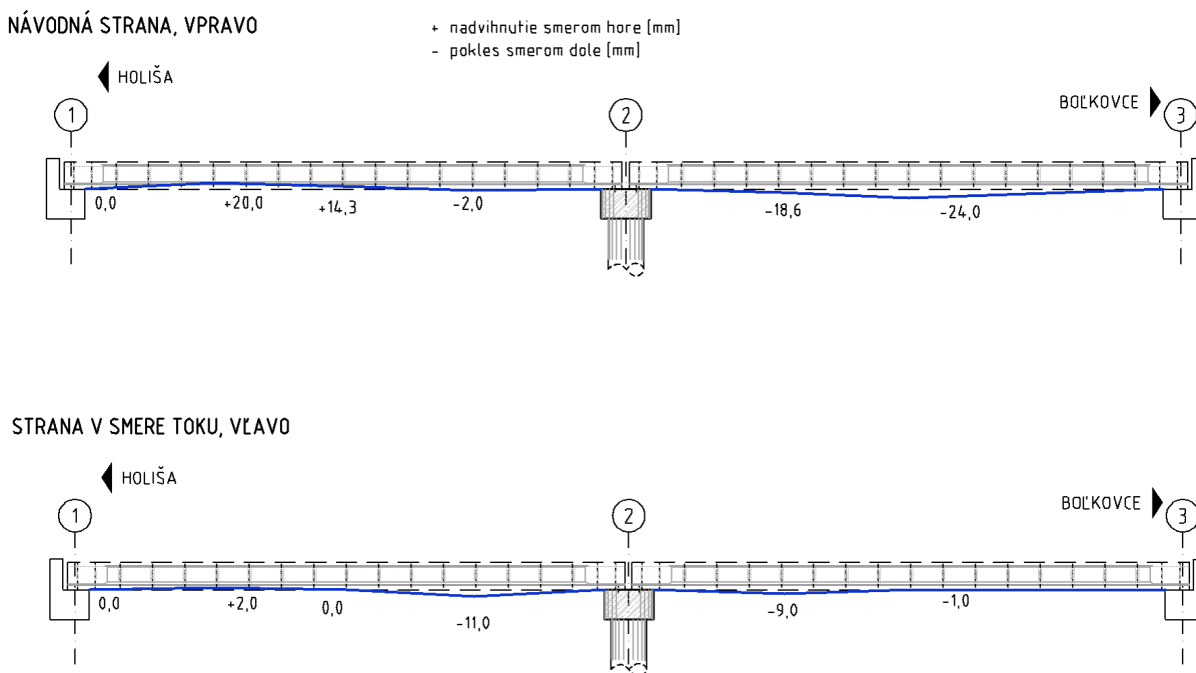 NÁVODNÁ STRANA, VPRAVO
+ nadvihnutie smerom hore [mm]
- pokles smerom dole [mm]
HOLIŠA
BOĽKOVCE
1
2
3
0,0
+20,0
+14,3
-2,0
-18,6
-24,0
STRANA V SMERE TOKU, VĽAVO
HOLIŠA
BOĽKOVCE
1
2
3
0,0
+2,0
0,0
-11,0
-9,0
-1,0